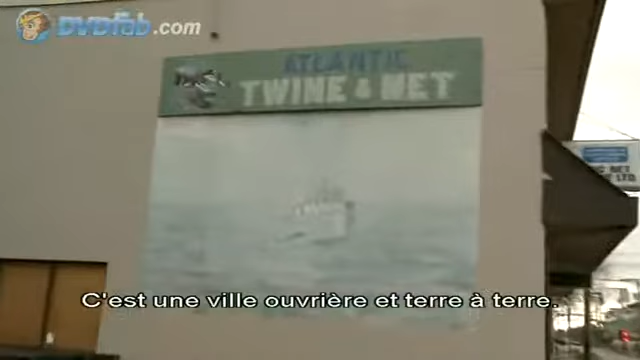 DVDfab.com
ATLANTIC
TWINE & NET
C'est une ville ouvrière et terre à terre.